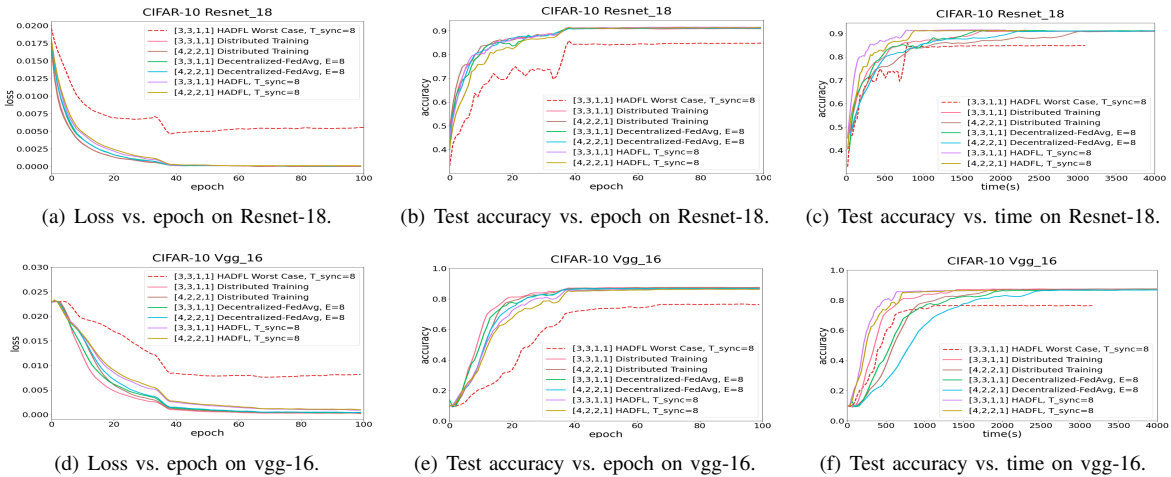 CIFAR-10 Resnet_18
0.0200
0.0175
0.0150
0.0125
0.0100
0.0075
0.0050
0.0025
0.0000
loss
[3,3,1,1] HADFL Worst Case, T_sync=8
[3,3,1,1] Distributed Training
[4,2,2,1] Distributed Training
[3,3,1,1] Decentralized-FedAvg, E=8
[4,2,2,1] Decentralized-FedAvg, E=8
[3,3,1,1] HADFL, T_sync=8
[4,2,2,1] HADFL, T_sync=8
0 20 40 60 80 100
epoch
(a) Loss vs. epoch on Resnet-18.
CIFAR-10 Resnet_18
0.9
0.8
0.7
0.6
0.5
0.4
accuracy
[3,3,1,1] HADFL Worst Case, T_sync=8
[3,3,1,1] Distributed Training
[4,2,2,1] Distributed Training
[3,3,1,1] Decentralized-FedAvg, E=8
[4,2,2,1] Decentralized-FedAvg, E=8
[3,3,1,1] HADFL, T_sync=8
[4,2,2,1] HADFL, T_sync=8
0 20 40 60 80 100
epoch
(b) Test accuracy vs. epoch on Resnet-18.
CIFAR-10 Resnet_18
0.9
0.8
0.7
0.6
0.5
0.4
accuracy
[3,3,1,1] HADFL Worst Case, T_sync=8
[3,3,1,1] Distributed Training
[4,2,2,1] Distributed Training
[3,3,1,1] Decentralized-FedAvg, E=8
[4,2,2,1] Decentralized-FedAvg, E=8
[3,3,1,1] HADFL, T_sync=8
[4,2,2,1] HADFL, T_sync=8
0 500 1000 1500 2000 2500 3000 3500 4000
time(s)
(c) Test accuracy vs. time on Resnet-18.
CIFAR-10 Vgg_16
0.030
0.025
0.020
0.015
0.010
0.005
0.000
loss
[3,3,1,1] HADFL Worst Case, T_sync=8
[3,3,1,1] Distributed Training
[4,2,2,1] Distributed Training
[3,3,1,1] Decentralized-FedAvg, E=8
[4,2,2,1] Decentralized-FedAvg, E=8
[3,3,1,1] HADFL, T_sync=8
[4,2,2,1] HADFL, T_sync=8
0 20 40 60 80 100
epoch
(d) Loss vs. epoch on vgg-16.
CIFAR-10 Vgg_16
1.0
0.8
0.6
0.4
0.2
0.0
accuracy
[3,3,1,1] HADFL Worst Case, T_sync=8
[3,3,1,1] Distributed Training
[4,2,2,1] Distributed Training
[3,3,1,1] Decentralized-FedAvg, E=8
[4,2,2,1] Decentralized-FedAvg, E=8
[3,3,1,1] HADFL, T_sync=8
[4,2,2,1] HADFL, T_sync=8
0 20 40 60 80 100
epoch
(e) Test accuracy vs. epoch on vgg-16.
CIFAR-10 Vgg_16
1.0
0.8
0.6
0.4
0.2
0.0
accuracy
[3,3,1,1] HADFL Worst Case, T_sync=8
[3,3,1,1] Distributed Training
[4,2,2,1] Distributed Training
[3,3,1,1] Decentralized-FedAvg, E=8
[4,2,2,1] Decentralized-FedAvg, E=8
[3,3,1,1] HADFL, T_sync=8
[4,2,2,1] HADFL, T_sync=8
0 500 1000 1500 2000 2500 3000 3500 4000
time(s)
(f) Test accuracy vs. time on vgg-16.